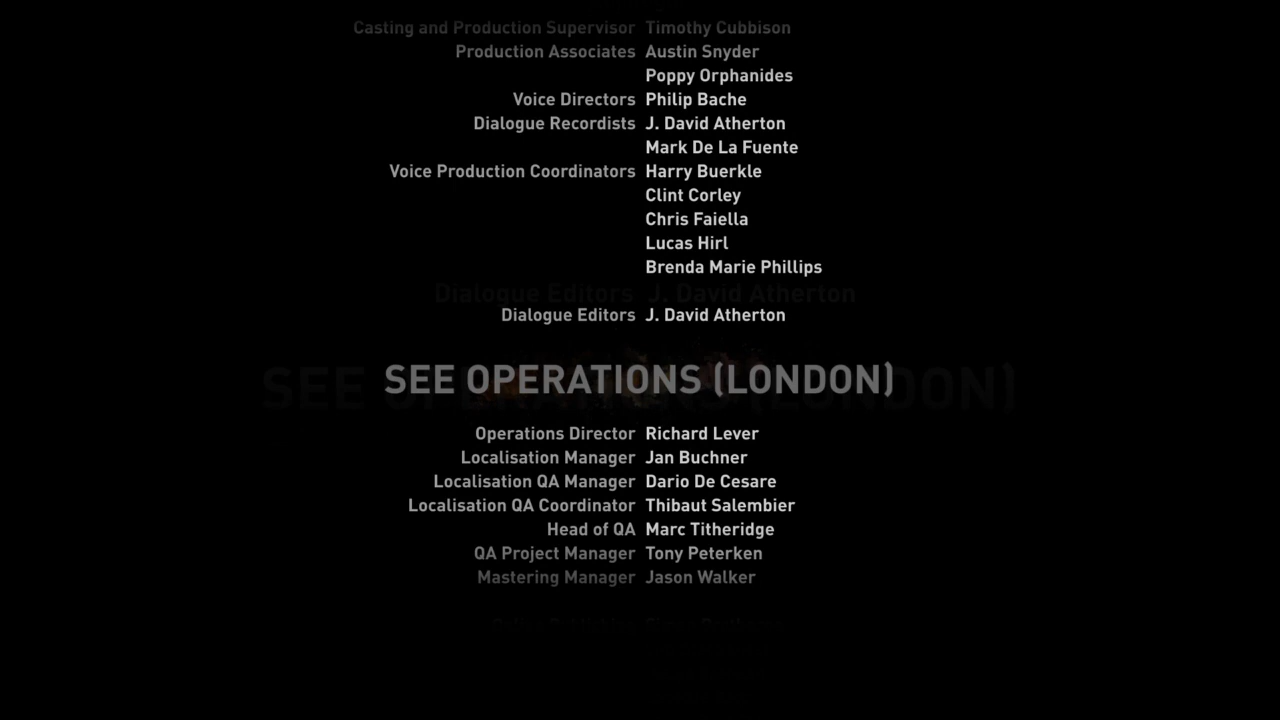 Casting and Production Supervisor Timothy Cubbison
Production Associates Austin Snyder
Poppy Orphanides
Voice Directors Philip Bache
Dialogue Recordists J. David Atherton
Mark De La Fuente
Voice Production Coordinators Harry Buerkle
Clint Corley
Chris Faiella
Lucas Hirl
Brenda Marie Phillips
Dialogue Editors J. David Atherton
Dialogue Editors J. David Atherton
SEE OPERATIONS (LONDON)
Operations Director Richard Lever
Localisation Manager Jan Buchner
Localisation QA Manager Dario De Cesare
Localisation QA Coordinator Thibaut Salembier
Head of QA Marc Titheridge
QA Project Manager Tony Peterken
Mastering Manager Jason Walker